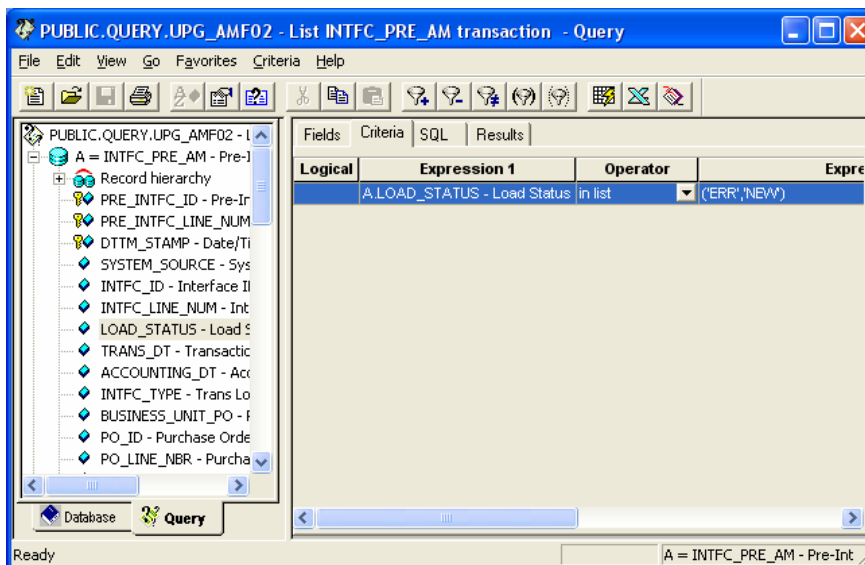 PUBLIC.QUERY.UPG_AMF02 - List INTFC_PRE_AM transaction - Query
File Edit View Go Favorites Criteria Help
PUBLIC.QUERY.UPG_AMF02 - L
A = INTFC_PRE_AM - Pre-I
Record hierarchy
PRE_INTFC_ID - Pre-Ir
PRE_INTFC_LINE_NUM
DTTM_STAMP - Date/Ti
SYSTEM_SOURCE - Sys
INTFC_ID - Interface II
INTFC_LINE_NUM - Int
LOAD_STATUS - Load S
TRANS_DT - Transactic
ACCOUNTING_DT - Acc
INTFC_TYPE - Trans Lo
BUSINESS_UNIT_PO - F
PO_ID - Purchase Orde
PO_LINE_NBR - Purcha
Database Query
Fields Criteria SQL Results
Logical Expression 1 Operator Expre
A.LOAD_STATUS - Load Status in list ('ERR','NEW')
Ready A = INTFC_PRE_AM - Pre-Int